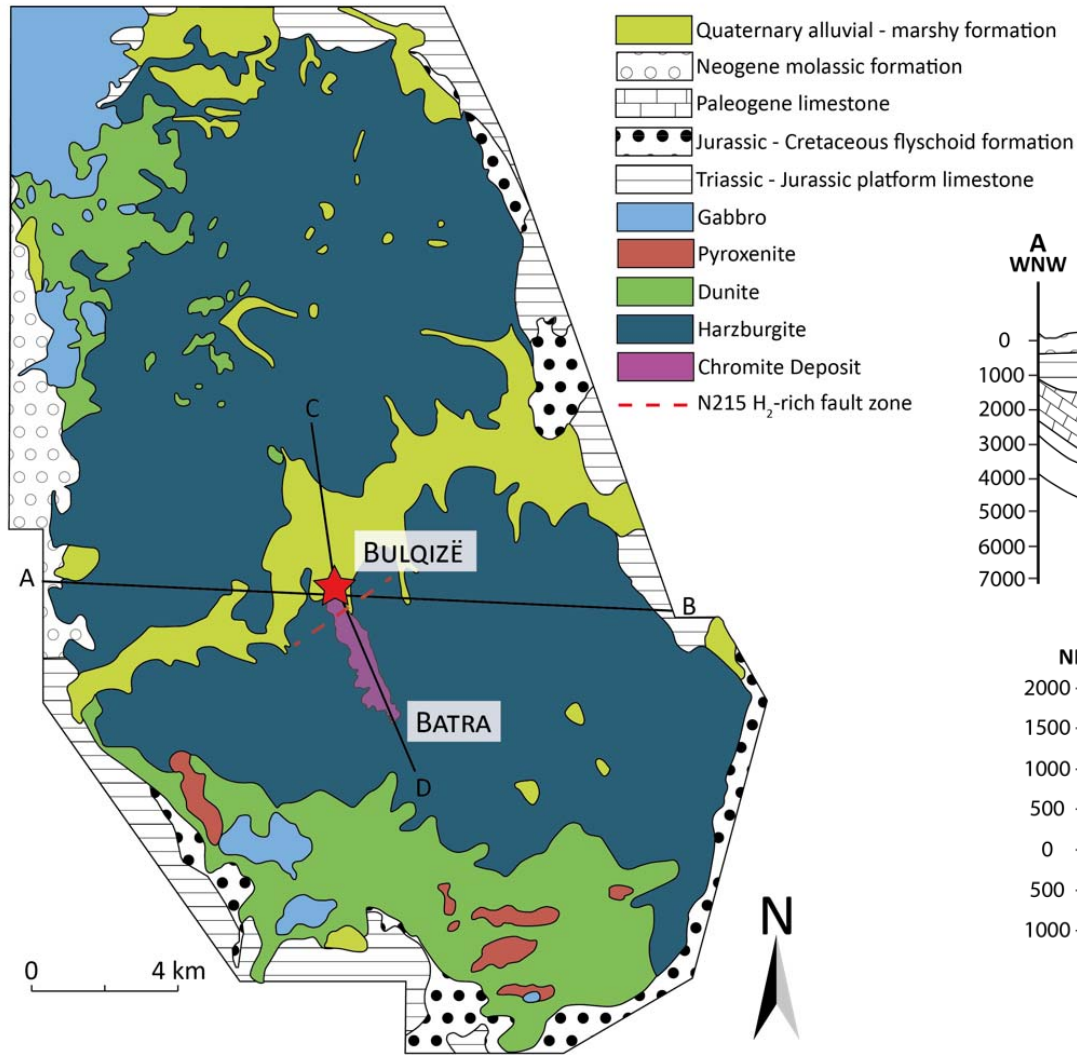 Quaternary alluvial - marshy formation
Neogene molassic formation
Paleogene limestone
Jurassic - Cretaceous flyschoid formation
Triassic - Jurassic platform limestone
Gabbro
Pyroxenite
Dunite
Harzburgite
Chromite Deposit
N215 H₂-rich fault zone
A
WNW
0
1000
2000
3000
4000
5000
6000
7000
C
BULQIZË
A
B
BATRA
D
2000
1500
1000
500
0
500
1000
N
0 4 km